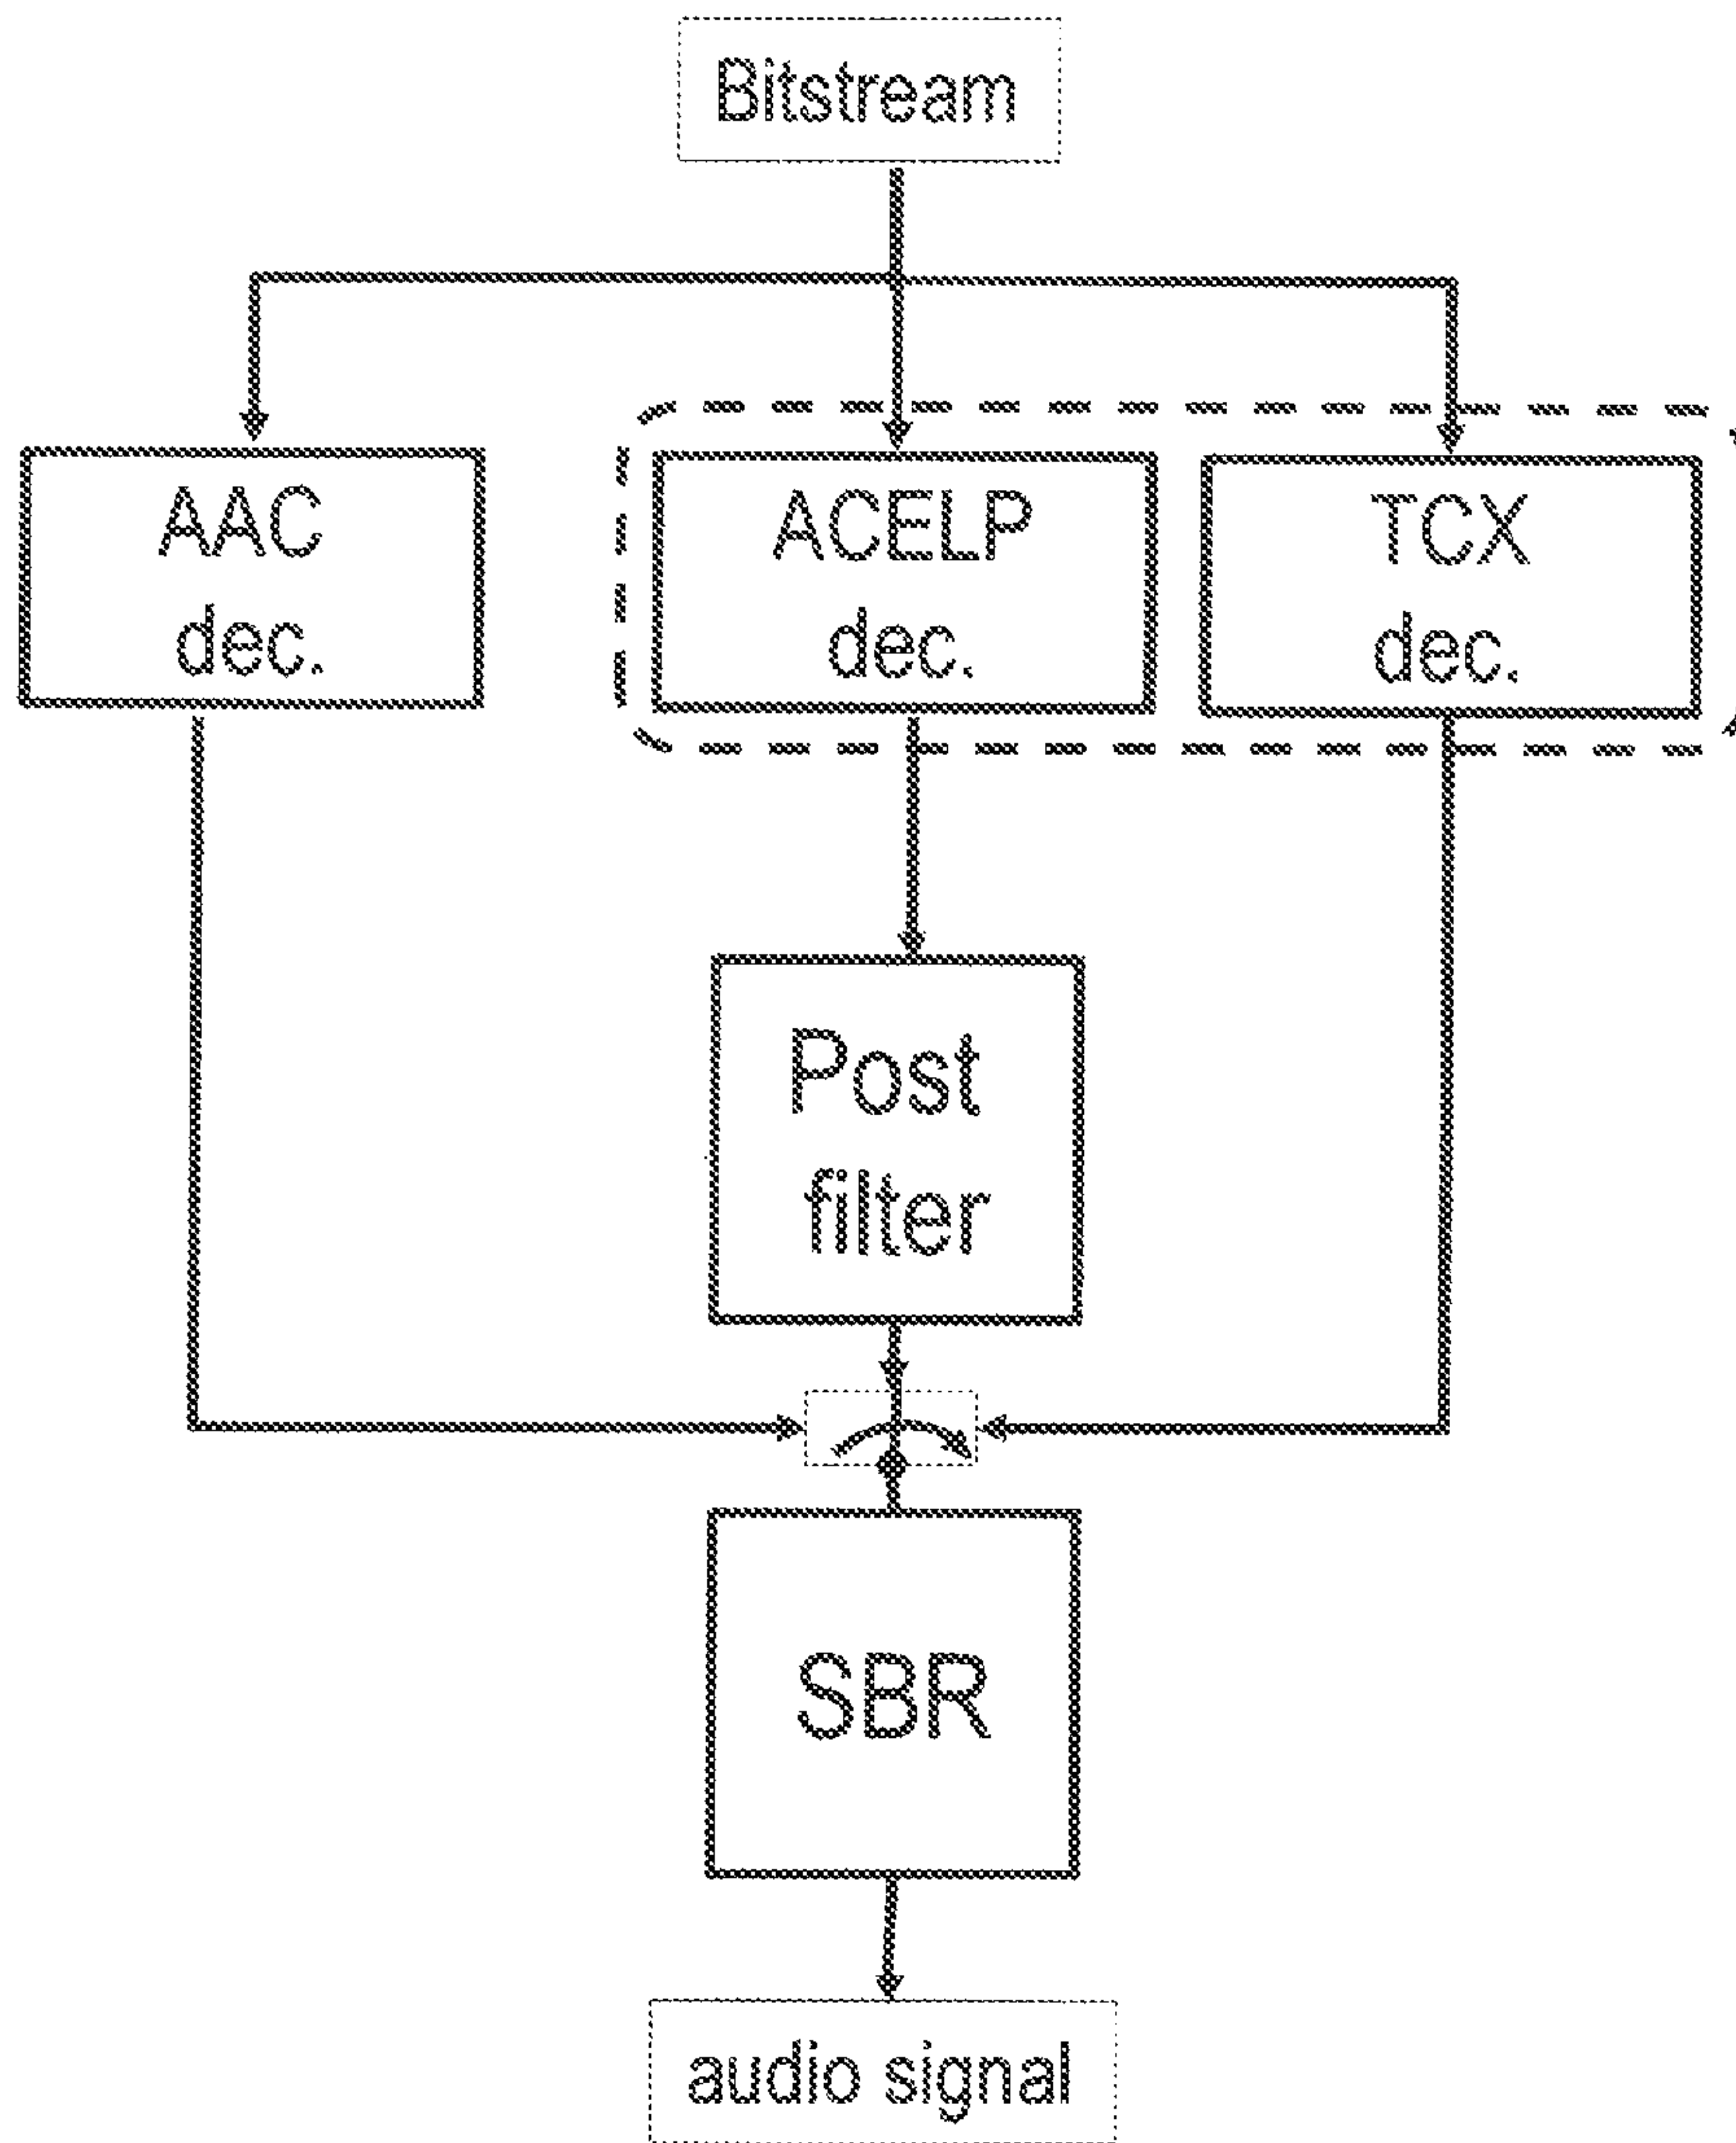 Bitstream
AAC
dec.
ACELP
dec.
TCX
dec.
Post
filter
SBR
audio signal